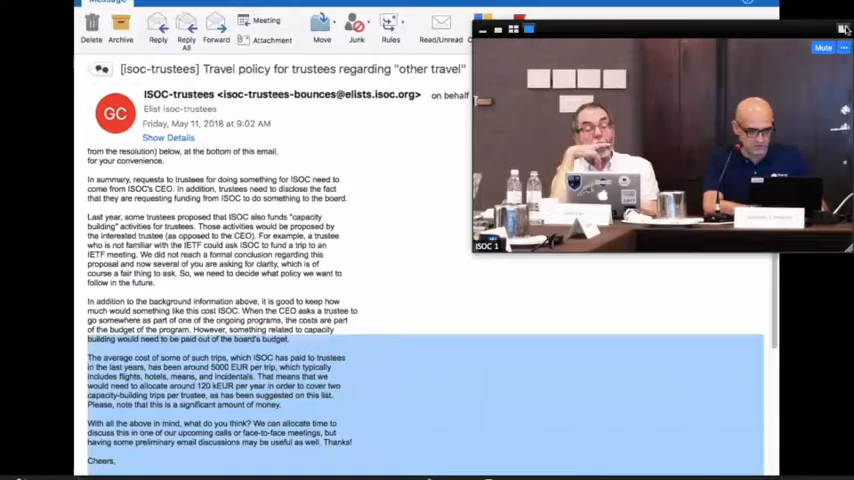 Message
Meeting
Attachment
Delete
Archive
Reply
Reply All
Forward
Move
Junk
Rules
Read/Unread
[isoc-trustees] Travel policy for trustees regarding "other travel"
GC
ISOC-trustees <isoc-trustees-bounces@elists.isoc.org> on behalf
Elist isoc-trustees
Friday, May 11, 2018 at 9:02 AM
Show Details
from the resolution) below, at the bottom of this email,
for your convenience.
In summary, requests to trustees for doing something for ISOC need to
come from ISOC's CEO. In addition, trustees need to disclose the fact
that they are requesting funding from ISOC to do something to the board.
Last year, some trustees proposed that ISOC also funds "capacity
building" activities for trustees. Those activities would be proposed by
the interested trustee (as opposed to the CEO). For example, a trustee
who is not familiar with the IETF could ask ISOC to fund a trip to an
IETF meeting. We did not reach a formal conclusion regarding this
proposal and now several of you are asking for clarity, which is of
course a fair thing to ask. So, we need to decide what policy we want to
follow in the future.
In addition to the background information above, it is good to keep how
much something like this cost ISOC. When the CEO asks a trustee to
go somewhere as part of one of the ongoing programs, the costs are part
of the budget of the program. However, something related to capacity
building would need to be paid out of the board's budget.
The average cost of some of such trips, which ISOC has paid to trustees
in the last years, has been around 5000 EUR per trip, which typically
includes flights, hotels, means, and incidentals. That means that we
would need to allocate around 120 kEUR per year in order to cover two
capacity-building trips per trustee, as has been suggested on this list.
Please, note that this is a significant amount of money.
With all the above in mind, what do you think? We can allocate time to
discuss this in one of our upcoming calls or face-to-face meetings, but
having some preliminary email discussions may be useful as well. Thanks!
Cheers,
Mute
ISOC 1